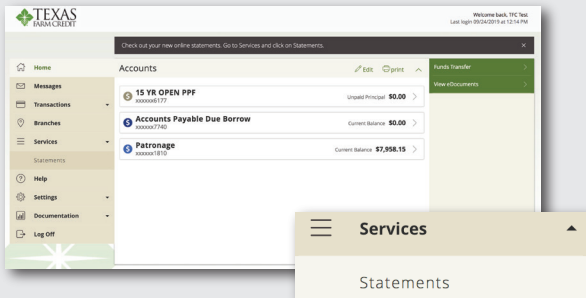 TEXAS
FARM CREDIT
Welcome back, TFC Test
Last login 09/24/2019 at 12:14 PM
Check out your new online statements. Go to Services and click on Statements.
×
Home
Messages
Transactions
Branches
Services
Statements
Help
Settings
Documentation
Log Off
Accounts
Edit
print
S 15 YR OPEN PPF
xxxxxx6177
Unpaid Principal $0.00
S Accounts Payable Due Borrow
xxxxxx7740
Current Balance $0.00
S Patronage
xxxxxx1810
Current Balance $7,958.15
Funds Transfer
View eDocuments
Services
Statements